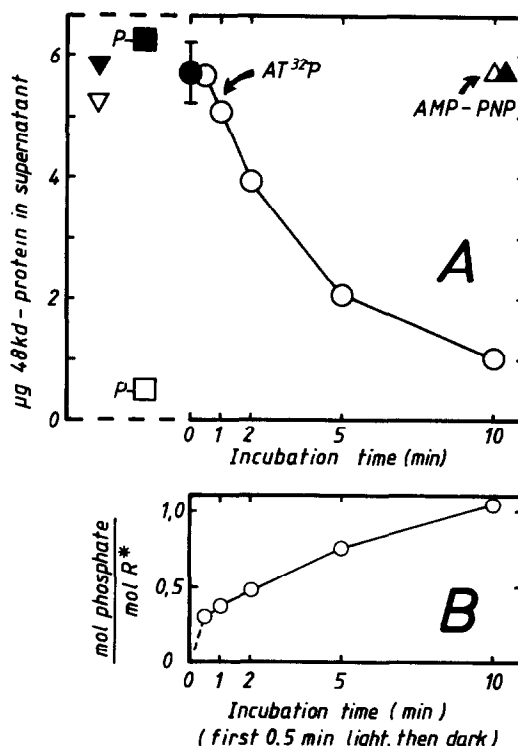 µg 48kd-protein in supernatant
6
4
2
0
P-
P-
AT³²P
AMP-PNP
A
0 1 2 5 10
Incubation time (min)
mol phosphate
mol R*
1,0
0,5
0
B
0 1 2 5 10
Incubation time (min)
(first 0.5 min light, then dark)